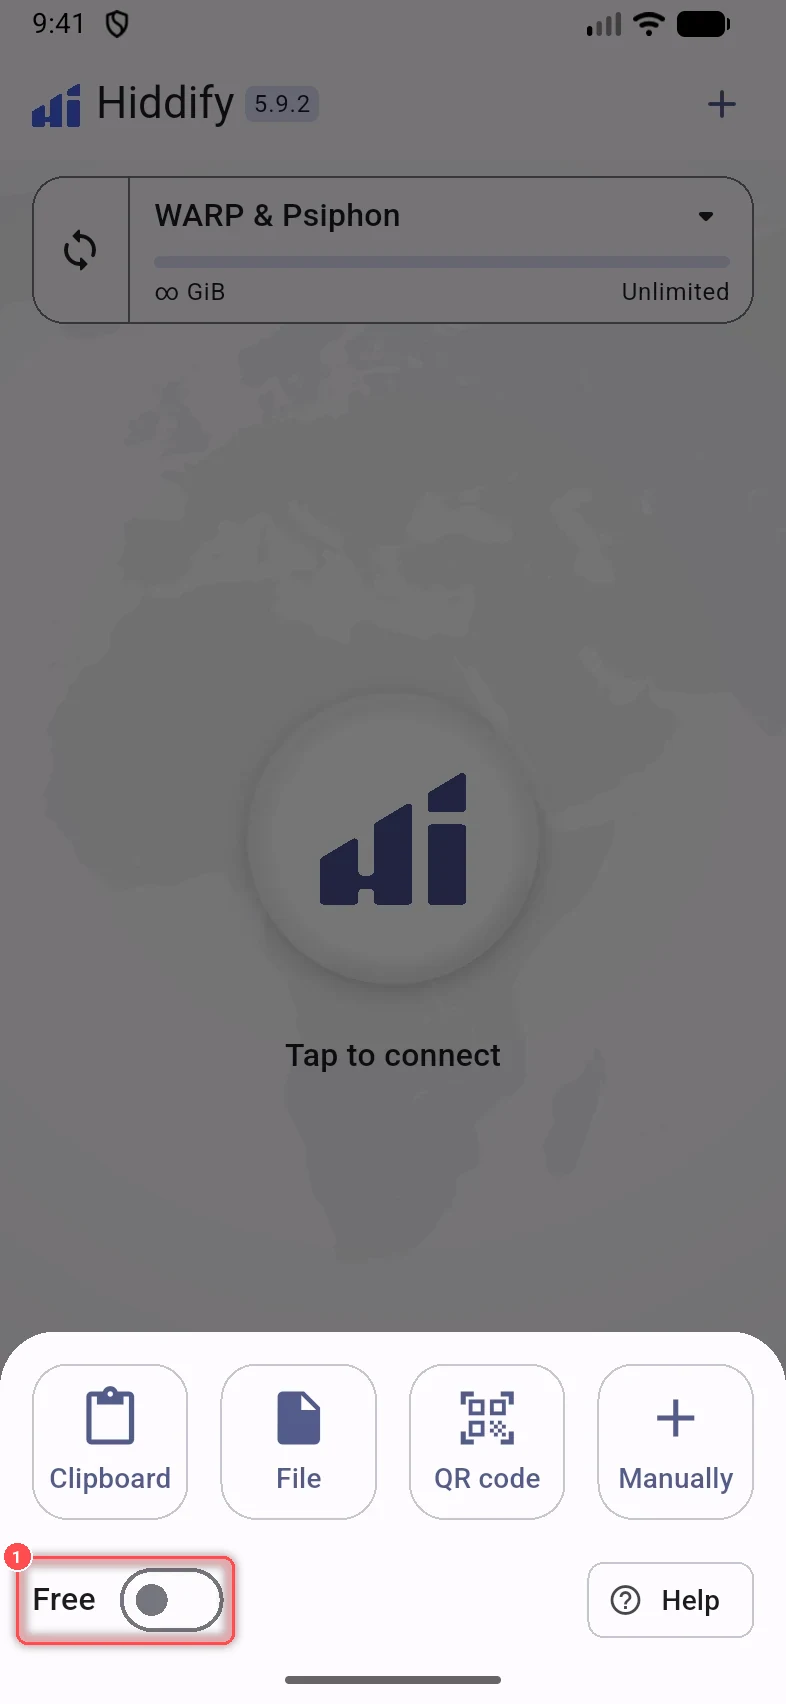 9:41
Hiddify 5.9.2
WARP & Psiphon
∞ GiB Unlimited
Tap to connect
Clipboard File QR code Manually
1
Free Help